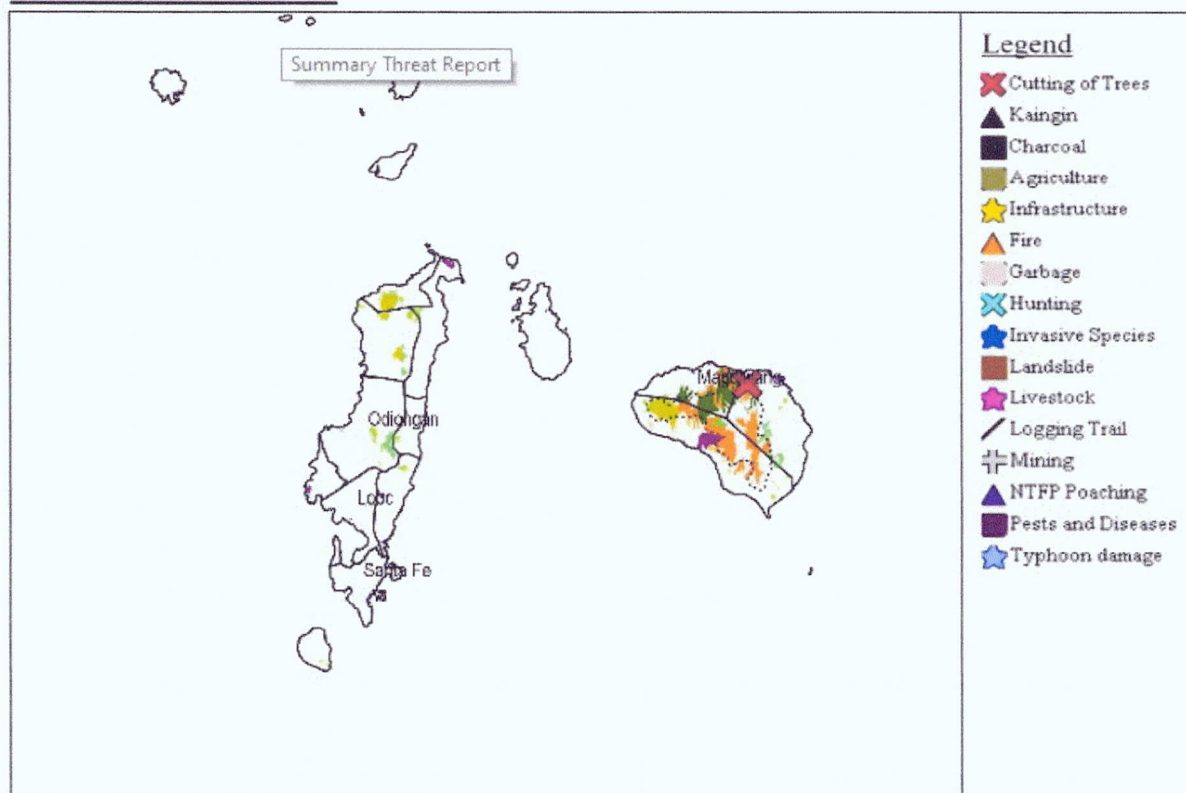 Summary Threat Report
Odiongan
Looc
Santa Fe
Legend
Cutting of Trees
Kaingin
Charcoal
Agriculture
Infrastructure
Fire
Garbage
Hunting
Invasive Species
Landslide
Livestock
Logging Trail
Mining
NTFP Poaching
Pests and Diseases
Typhoon damage